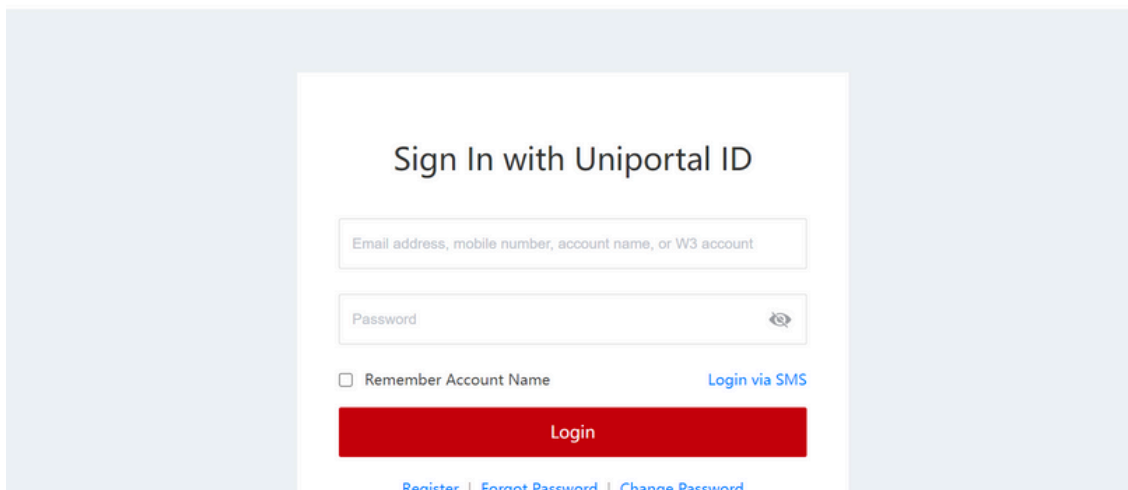 Sign In with Uniportal ID
Email address, mobile number, account name, or W3 account
Password
Remember Account Name Login via SMS
Login
Register | Forgot Password | Change Password